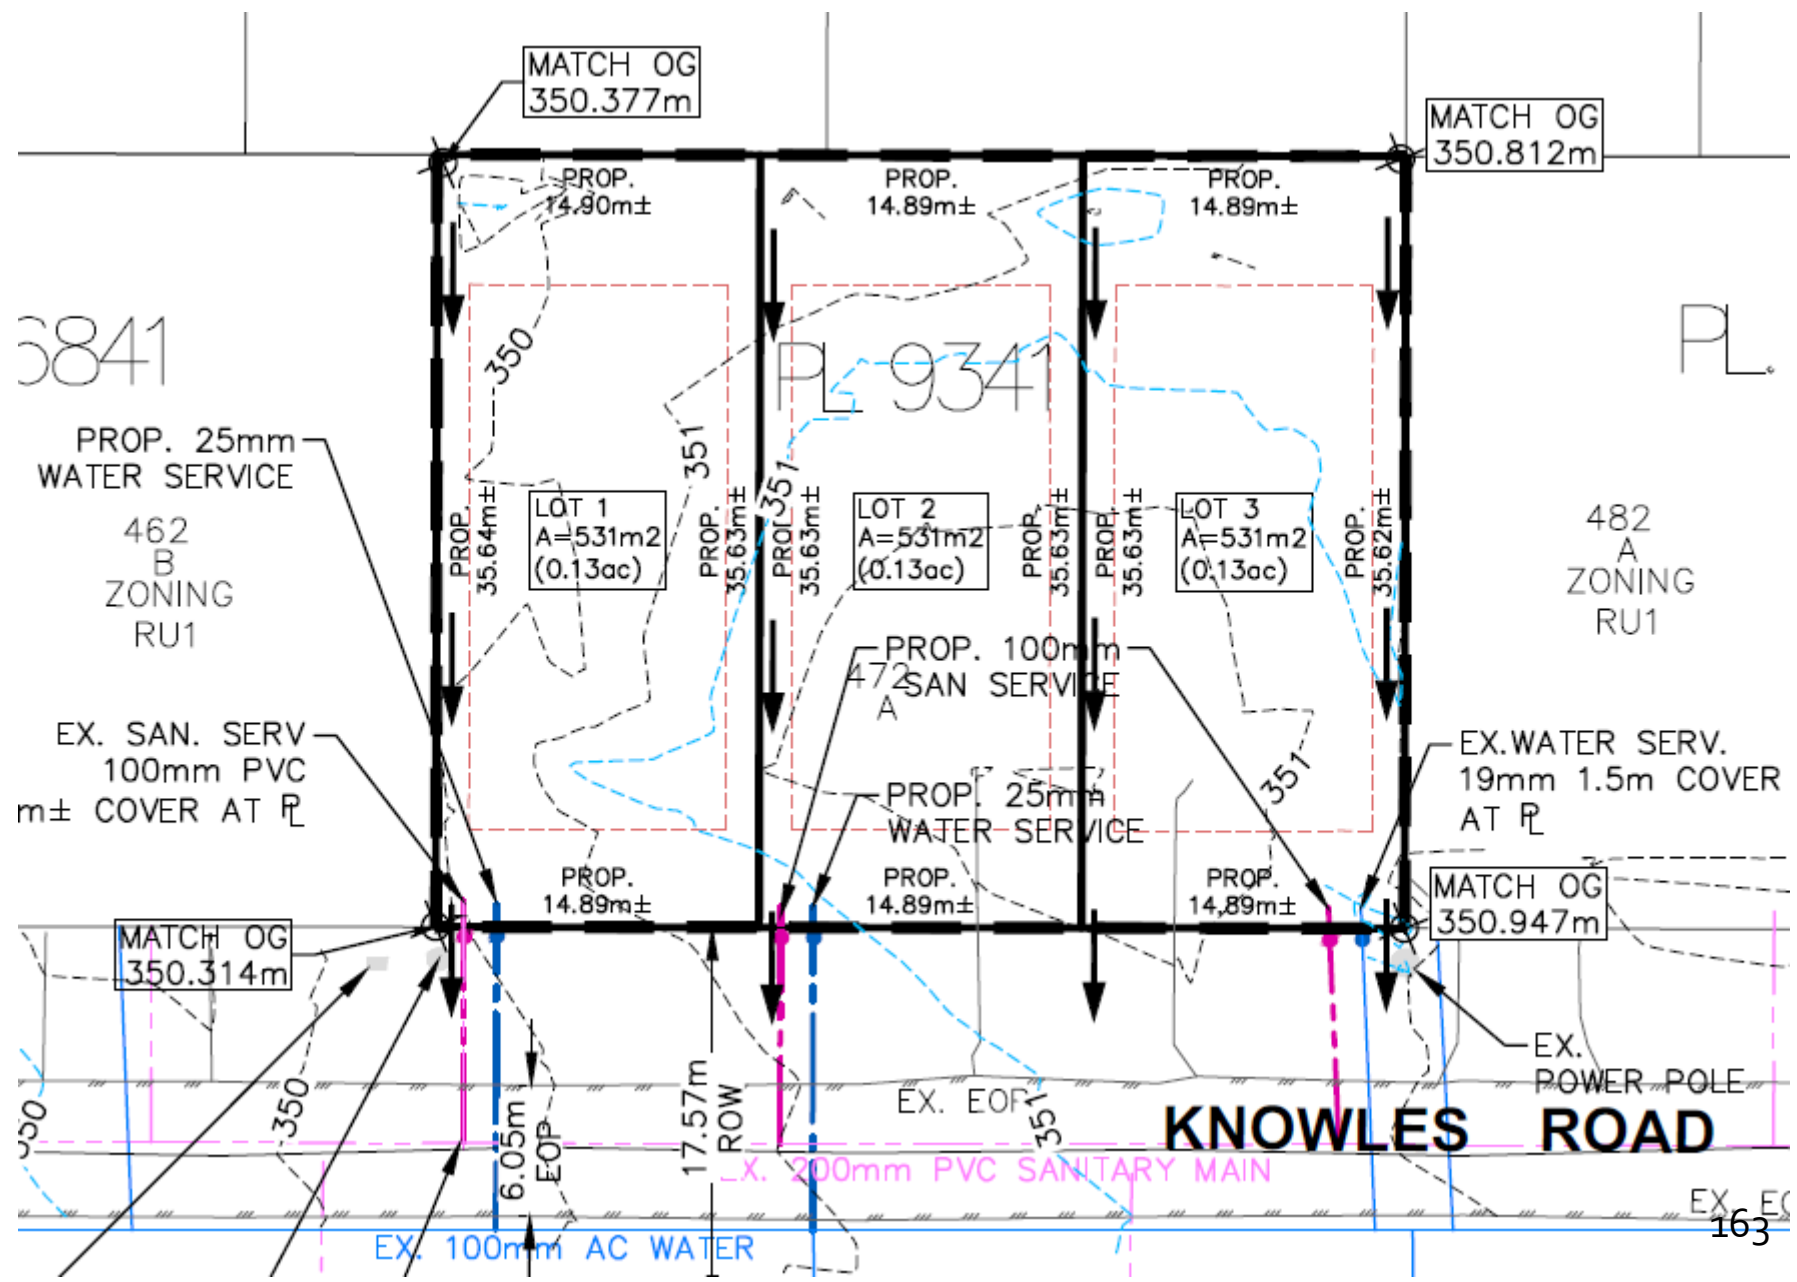 MATCH OG
350.377m
MATCH OG
350.812m
PROP.
14.90m±
PROP.
14.89m±
PROP.
14.89m±
6841
PL 9341
PL.
350
351
351
PROP. 25mm
WATER SERVICE
462
B
ZONING
RU1
PROP.
35.64m±
LOT 1
A=531m2
(0.13ac)
PROP.
35.63m±
PROP.
35.63m±
LOT 2
A=531m2
(0.13ac)
PROP.
35.63m±
PROP.
35.63m±
LOT 3
A=531m2
(0.13ac)
PROP.
35.62m±
482
A
ZONING
RU1
PROP. 100mm
SAN SERVICE
472
A
EX. SAN. SERV
100mm PVC
m± COVER AT PL
PROP. 25mm
WATER SERVICE
351
EX.WATER SERV.
19mm 1.5m COVER
AT PL
PROP.
14.89m±
PROP.
14.89m±
PROP.
14.89m±
MATCH OG
350.947m
MATCH OG
350.314m
EX.
POWER POLE
350
350
6.05m
EOP
17.57m
ROW
EX. EOP
351
KNOWLES ROAD
EX. 200mm PVC SANITARY MAIN
EX. 100mm AC WATER
163